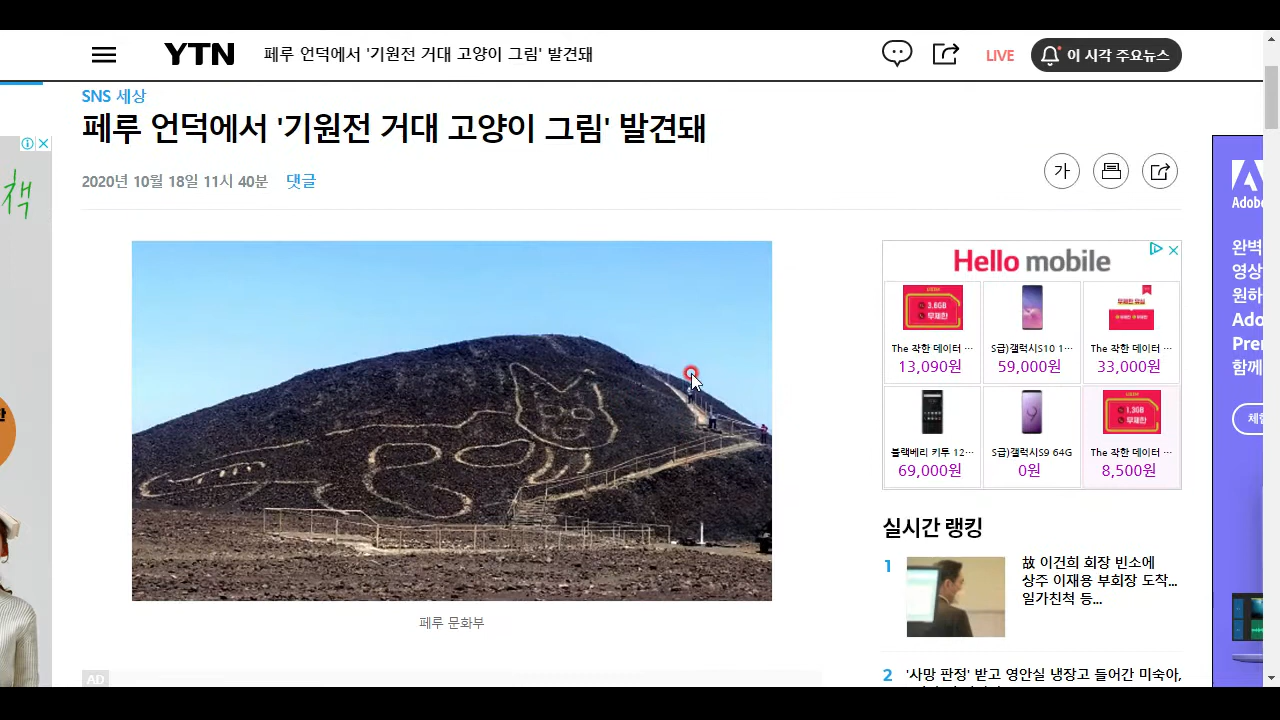 YTN 페루 언덕에서 '기원전 거대 고양이 그림' 발견돼
LIVE
이 시각 주요뉴스
SNS 세상
페루 언덕에서 '기원전 거대 고양이 그림' 발견돼
2020년 10월 18일 11시 40분 댓글
가
책
페루 문화부
AD
Hello mobile
The 착한 데이터 ...
13,090원
S급)갤럭시S10 1...
59,000원
The 착한 데이터 ...
33,000원
블랙베리 키투 12...
69,000원
S급)갤럭시S9 64G
0원
The 착한 데이터 ...
8,500원
실시간 랭킹
1
故 이건희 회장 빈소에
상주 이재용 부회장 도착...
일가친척 등...
2 '사망 판정' 받고 영안실 냉장고 들어간 미숙아,
Adobe
완벽
영상
원하
Ado
Prer
함께